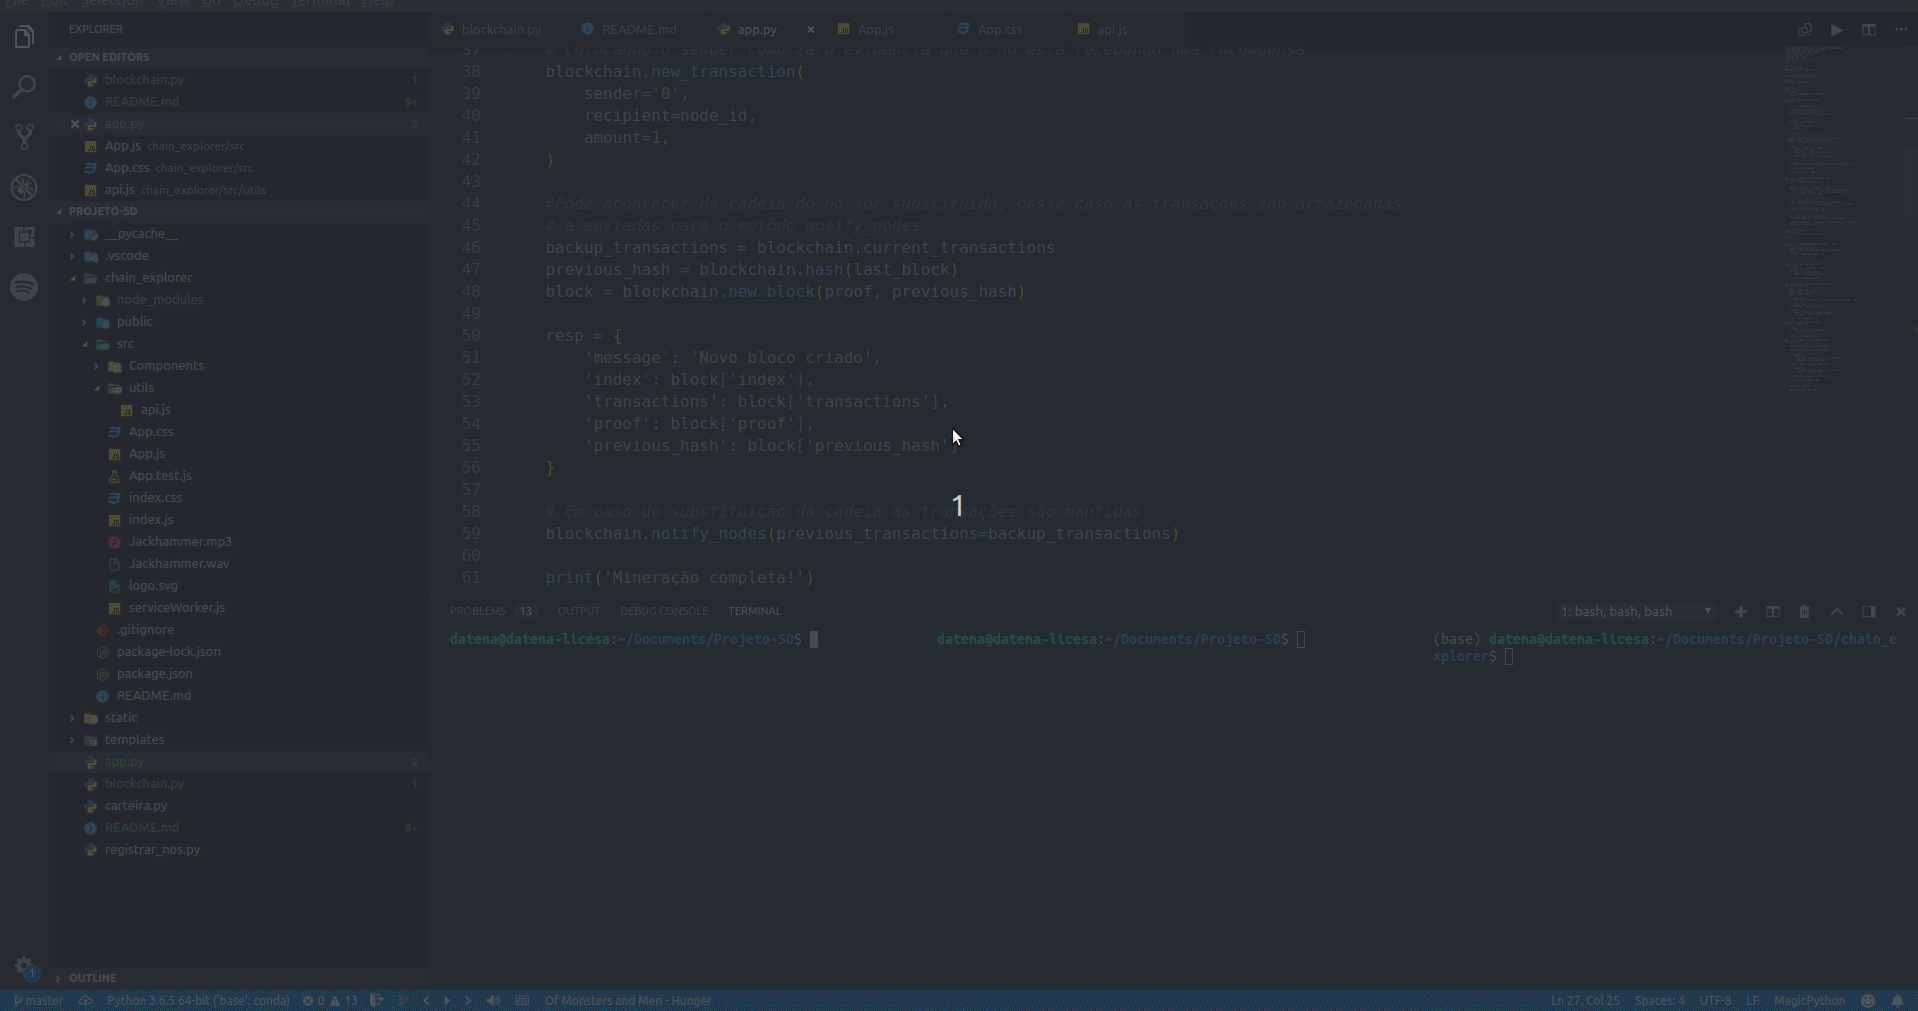 File Edit Selection View Go Debug Terminal Help
EXPLORER
OPEN EDITORS
blockchain.py 1
README.md 9+
app.py 2
App.js chain_explorer/src
App.css chain_explorer/src
api.js chain_explorer/src/utils
PROJETO-SD
__pycache__
.vscode
chain_explorer
node_modules
public
src
Components
utils
api.js
App.css
App.js
App.test.js
index.css
index.js
Jackhammer.mp3
Jackhammer.wav
logo.svg
serviceWorker.js
.gitignore
package-lock.json
package.json
README.md
static
templates
app.py 2
blockchain.py 1
carteira.py
README.md 9+
registrar_nos.py
OUTLINE
blockchain.py README.md app.py App.js App.css api.js
37 # Colocando o sender como zero evidencia que o nó está recebendo uma recompensa
38 blockchain.new_transaction(
39 sender='0',
40 recipient=node_id,
41 amount=1,
42 )
43
44 #Pode acontecer da cadeia do nó ser substituída, nesse caso as transações são armazenadas
45 # e enviadas para o metódo notify_nodes
46 backup_transactions = blockchain.current_transactions
47 previous_hash = blockchain.hash(last_block)
48 block = blockchain.new_block(proof, previous_hash)
49
50 resp = {
51 'message': 'Novo bloco criado',
52 'index': block['index'],
53 'transactions': block['transactions'],
54 'proof': block['proof'],
55 'previous_hash': block['previous_hash']
56 }
57
1
58 # Em caso de substituição da cadeia as transações são mantidas
59 blockchain.notify_nodes(previous_transactions=backup_transactions)
60
61 print('Mineração completa!')
PROBLEMS 13 OUTPUT DEBUG CONSOLE TERMINAL 1: bash, bash, bash
datena@datena-licesa:~/Documents/Projeto-SD$
datena@datena-licesa:~/Documents/Projeto-SD$
(base) datena@datena-licesa:~/Documents/Projeto-SD/chain_e
xplorer$
1
master Python 3.6.5 64-bit ('base': conda) 0 13 Of Monsters and Men - Hunger Ln 27, Col 25 Spaces: 4 UTF-8 LF MagicPython